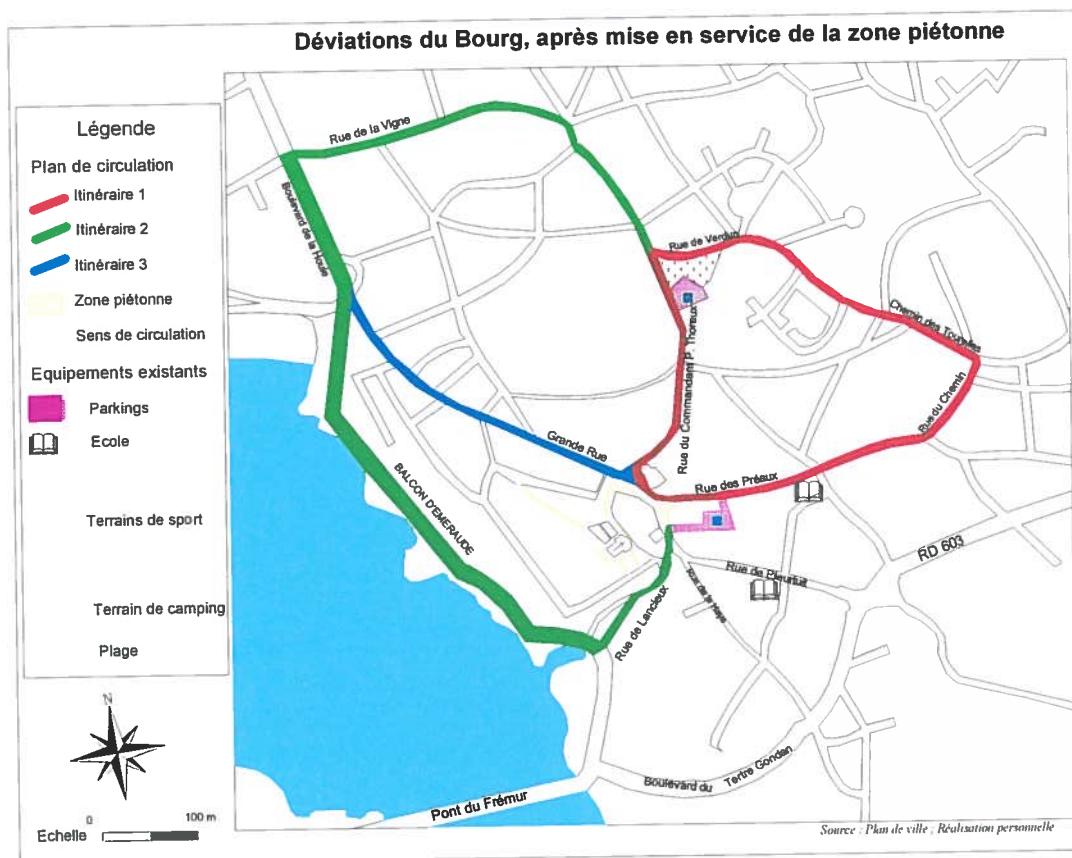 Déviations du Bourg, après mise en service de la zone piétonne
Légende
Plan de circulation
Itinéraire 1
Itinéraire 2
Itinéraire 3
Zone piétonne
Sens de circulation
Equipements existants
Parkings
Ecole
Terrains de sport
Terrain de camping
Plage
N
0 100 m
Echelle
Rue de la Vigne
Boulevard de la Houle
Rue de Verdun
Chemin des Tourelles
Rue du Commandant P. Thoreux
Rue du Chemin
Grande Rue
Rue des Préaux
BALCON D'EMERAUDE
RD 603
Rue de Pleurtuit
Rue de la Haye
Rue de Lancieux
Boulevard du Tertre Gondan
Pont du Frémur
Source : Plan de ville ; Réalisation personnelle